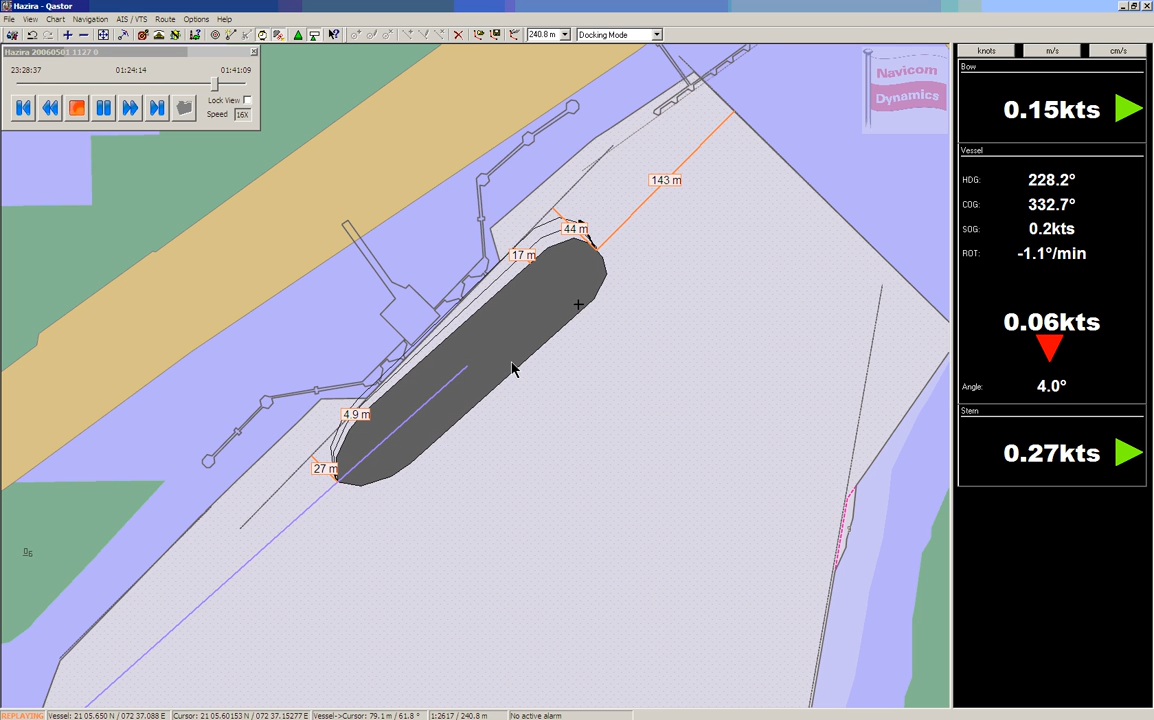 Hazira - Qastor
File View Chart Navigation AIS / VTS Route Options Help
240.8 m Docking Mode
Hazira 20060501 1127 0
23:28:37 01:24:14 01:41:09
Lock View
Speed 16X
Navicom
Dynamics
143 m
44 m
17 m
4.9 m
27 m
knots m/s cm/s
Bow
0.15kts
Vessel
HDG: 228.2°
COG: 332.7°
SOG: 0.2kts
ROT: -1.1°/min
0.06kts
Angle: 4.0°
Stern
0.27kts
REPLAYING Vessel: 21 05.650 N / 072 37.088 E Cursor: 21 05.60153 N / 072 37.15277 E Vessel->Cursor: 79.1 m / 61.8 ° 1:2617 / 240.8 m No active alarm